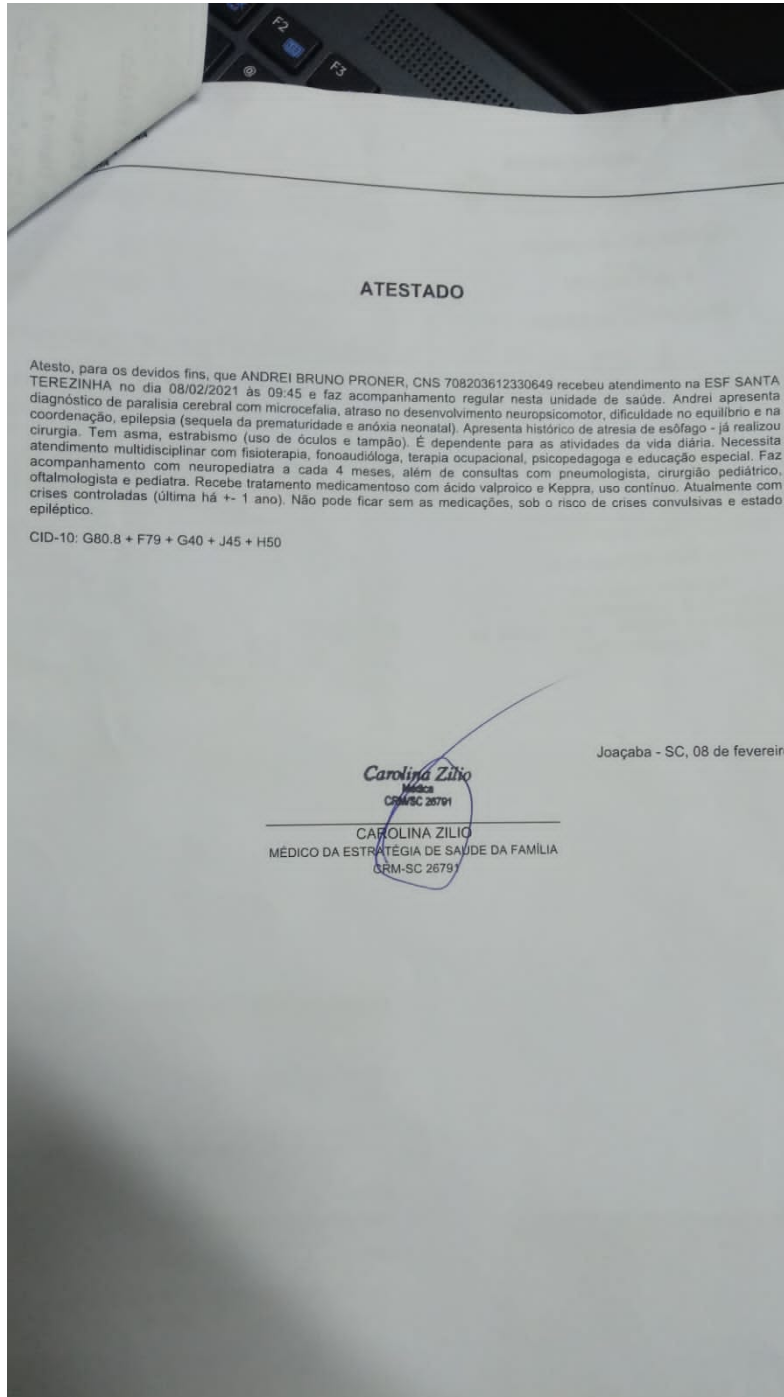 F2
F3
ATESTADO
Atesto, para os devidos fins, que ANDREI BRUNO PRONER, CNS 708203612330649 recebeu atendimento na ESF SANTA
TEREZINHA no dia 08/02/2021 às 09:45 e faz acompanhamento regular nesta unidade de saúde. Andrei apresenta
diagnóstico de paralisia cerebral com microcefalia, atraso no desenvolvimento neuropsicomotor, dificuldade no equilíbrio e na
coordenação, epilepsia (sequela da prematuridade e anóxia neonatal). Apresenta histórico de atresia de esôfago - já realizou
cirurgia. Tem asma, estrabismo (uso de óculos e tampão). É dependente para as atividades da vida diária. Necessita
atendimento multidisciplinar com fisioterapia, fonoaudióloga, terapia ocupacional, psicopedagoga e educação especial. Faz
acompanhamento com neuropediatra a cada 4 meses, além de consultas com pneumologista, cirurgião pediátrico,
oftalmologista e pediatra. Recebe tratamento medicamentoso com ácido valproico e Keppra, uso contínuo. Atualmente com
crises controladas (última há +- 1 ano). Não pode ficar sem as medicações, sob o risco de crises convulsivas e estado
epiléptico.
CID-10: G80.8 + F79 + G40 + J45 + H50
Joaçaba - SC, 08 de fevereir
Carolina Zílio
Médica
CRM/SC 26791
CAROLINA ZILIO
MÉDICO DA ESTRATÉGIA DE SAÚDE DA FAMÍLIA
CRM-SC 26791